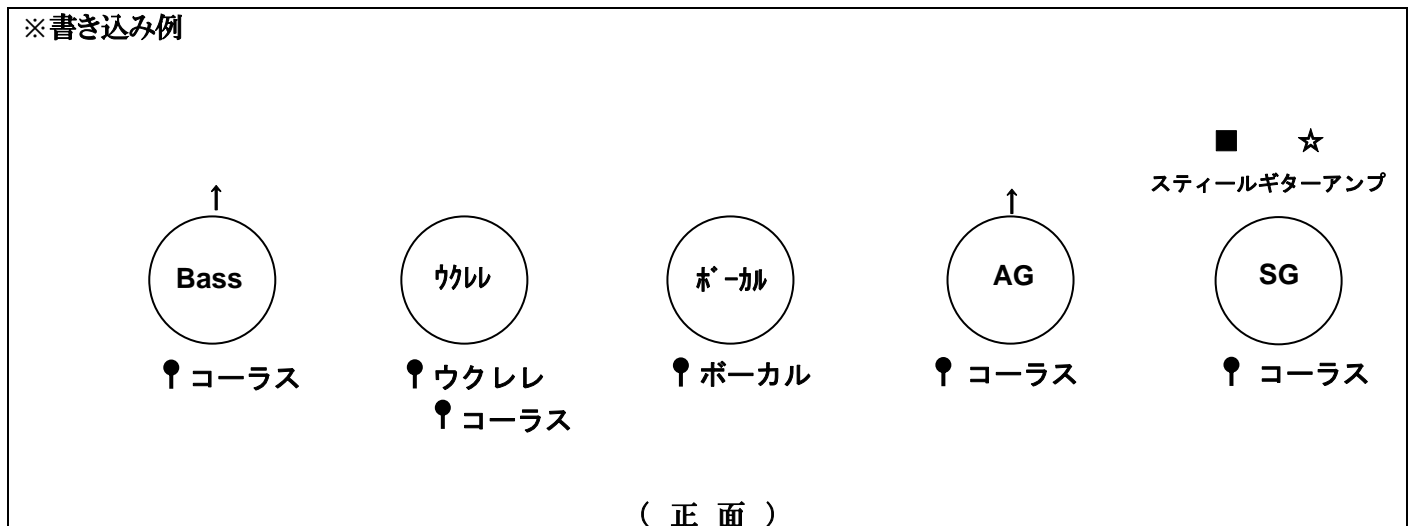 ※書き込み例
■ ☆
スティールギターアンプ
↑ ↑
Bass ｳｸﾚﾚ ﾎﾞｰｶﾙ AG SG
コーラス ウクレレ ボーカル コーラス コーラス
コーラス
( 正 面 )